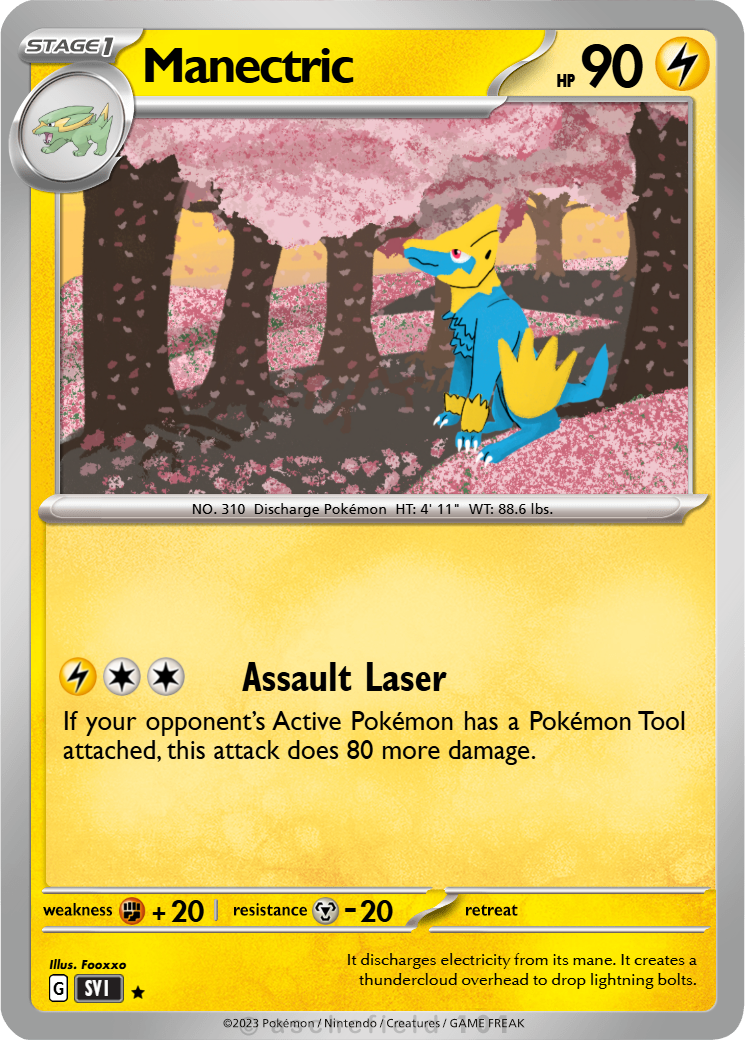 STAGE1
Manectric
HP 90
NO. 310 Discharge Pokémon HT: 4' 11" WT: 88.6 lbs.
Assault Laser
If your opponent's Active Pokémon has a Pokémon Tool
attached, this attack does 80 more damage.
weakness +20 resistance -20 retreat
Illus. Fooxxo
It discharges electricity from its mane. It creates a
thundercloud overhead to drop lightning bolts.
G SVI
©2023 Pokémon / Nintendo / Creatures / GAME FREAK